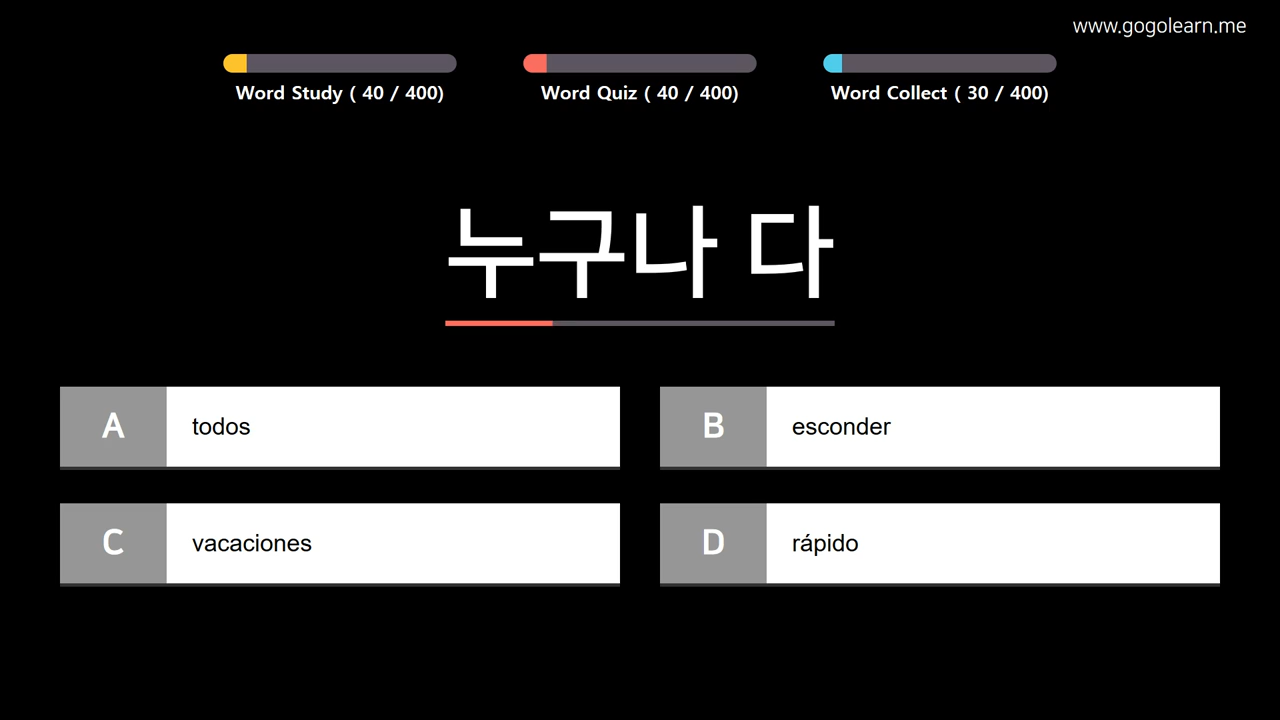 www.gogolearn.me
Word Study ( 40 / 400)
Word Quiz ( 40 / 400)
Word Collect ( 30 / 400)
누구나 다
A todos
B esconder
C vacaciones
D rápido